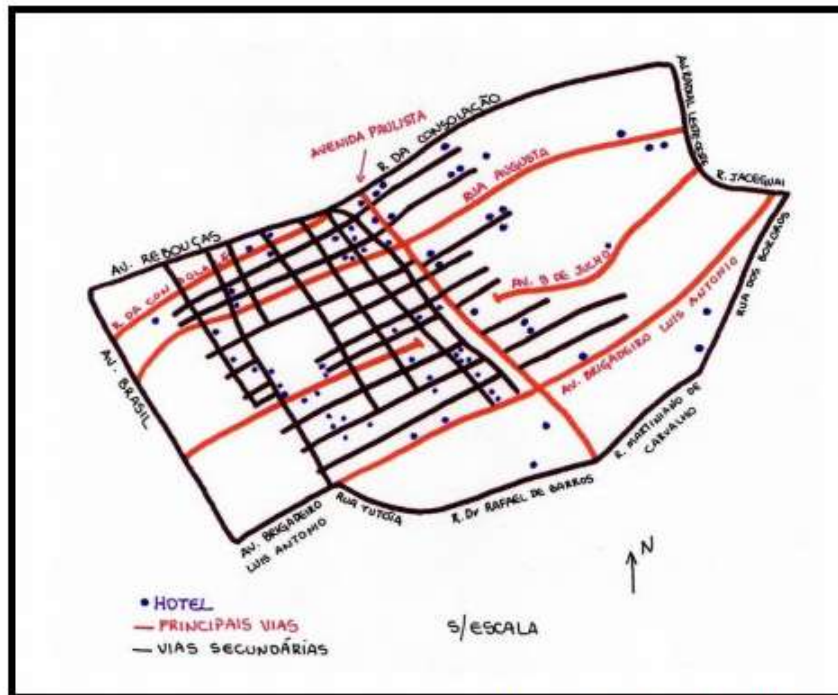 AVENIDA PAULISTA
R. DA CONSOLAÇÃO
AV. RADIAL LESTE-OESTE
RUA AUGUSTA
R. JACEGUAI
AV. REBOUÇAS
R. DA CONSOLAÇÃO
AV. 9 DE JULHO
RUA DOS BOROROS
AV. BRASIL
AV. BRIGADEIRO LUIS ANTONIO
R. MARTINIANO DE
CARVALHO
RUA TUTOIA
R. Dr RAFAEL DE BARROS
AV. BRIGADEIRO
LUIS ANTONIO
N
HOTEL
PRINCIPAIS VIAS
VIAS SECUNDÁRIAS
S/ESCALA